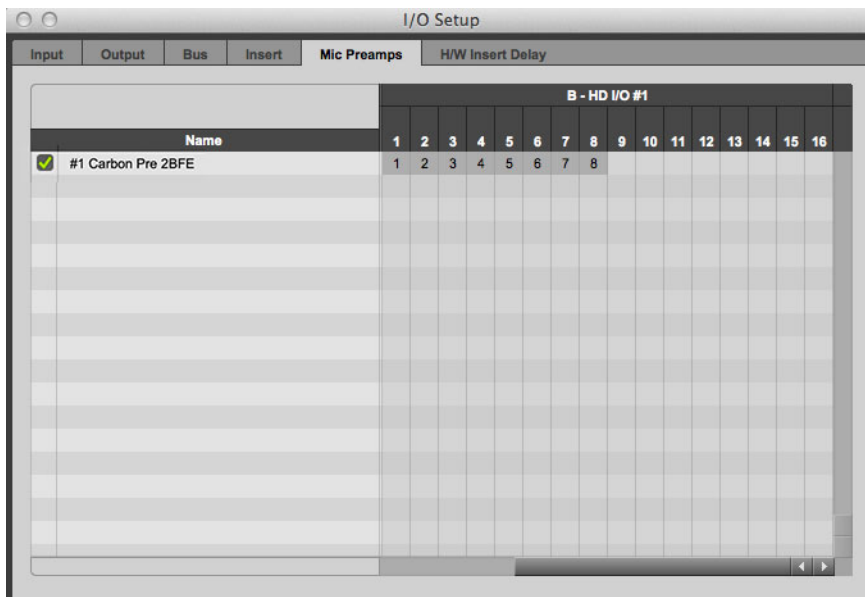 I/O Setup
Input Output Bus Insert Mic Preamps H/W Insert Delay
B - HD I/O #1
Name 1 2 3 4 5 6 7 8 9 10 11 12 13 14 15 16
#1 Carbon Pre 2BFE 1 2 3 4 5 6 7 8